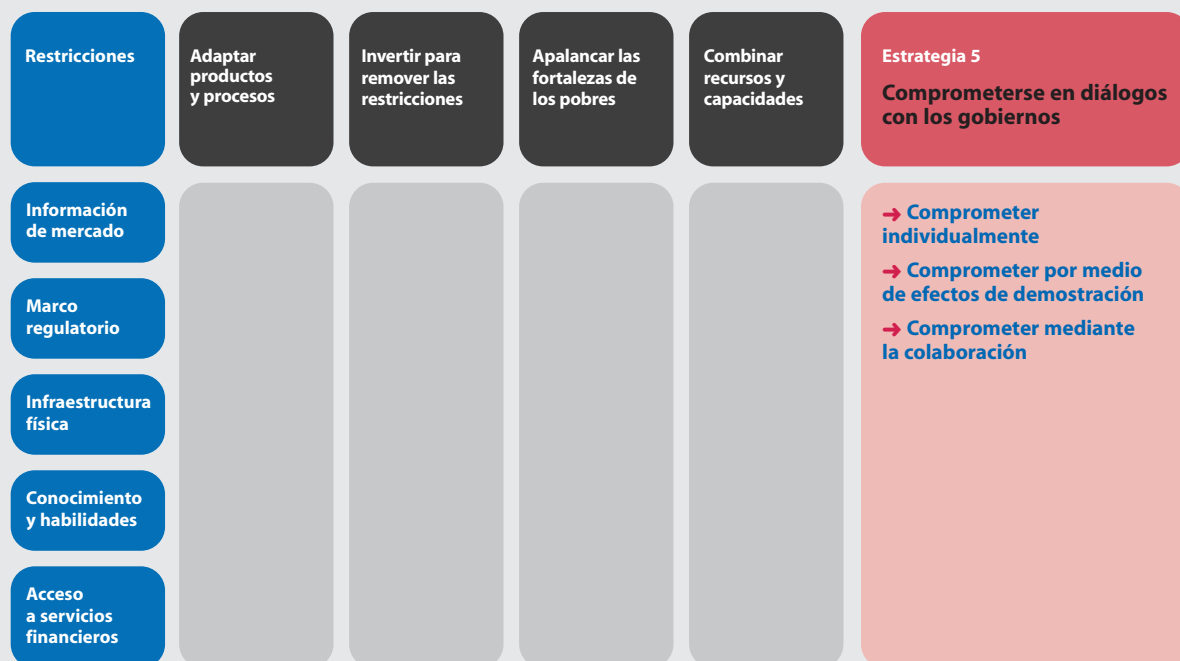 Restricciones
Adaptar
productos
y procesos
Invertir para
remover las
restricciones
Apalancar las
fortalezas de
los pobres
Combinar
recursos y
capacidades
Estrategia 5
Comprometerse en diálogos
con los gobiernos
Información
de mercado
Marco
regulatorio
Infraestructura
física
Conocimiento
y habilidades
Acceso
a servicios
financieros
➜ Comprometer
individualmente
➜ Comprometer por medio
de efectos de demostración
➜ Comprometer mediante
la colaboración